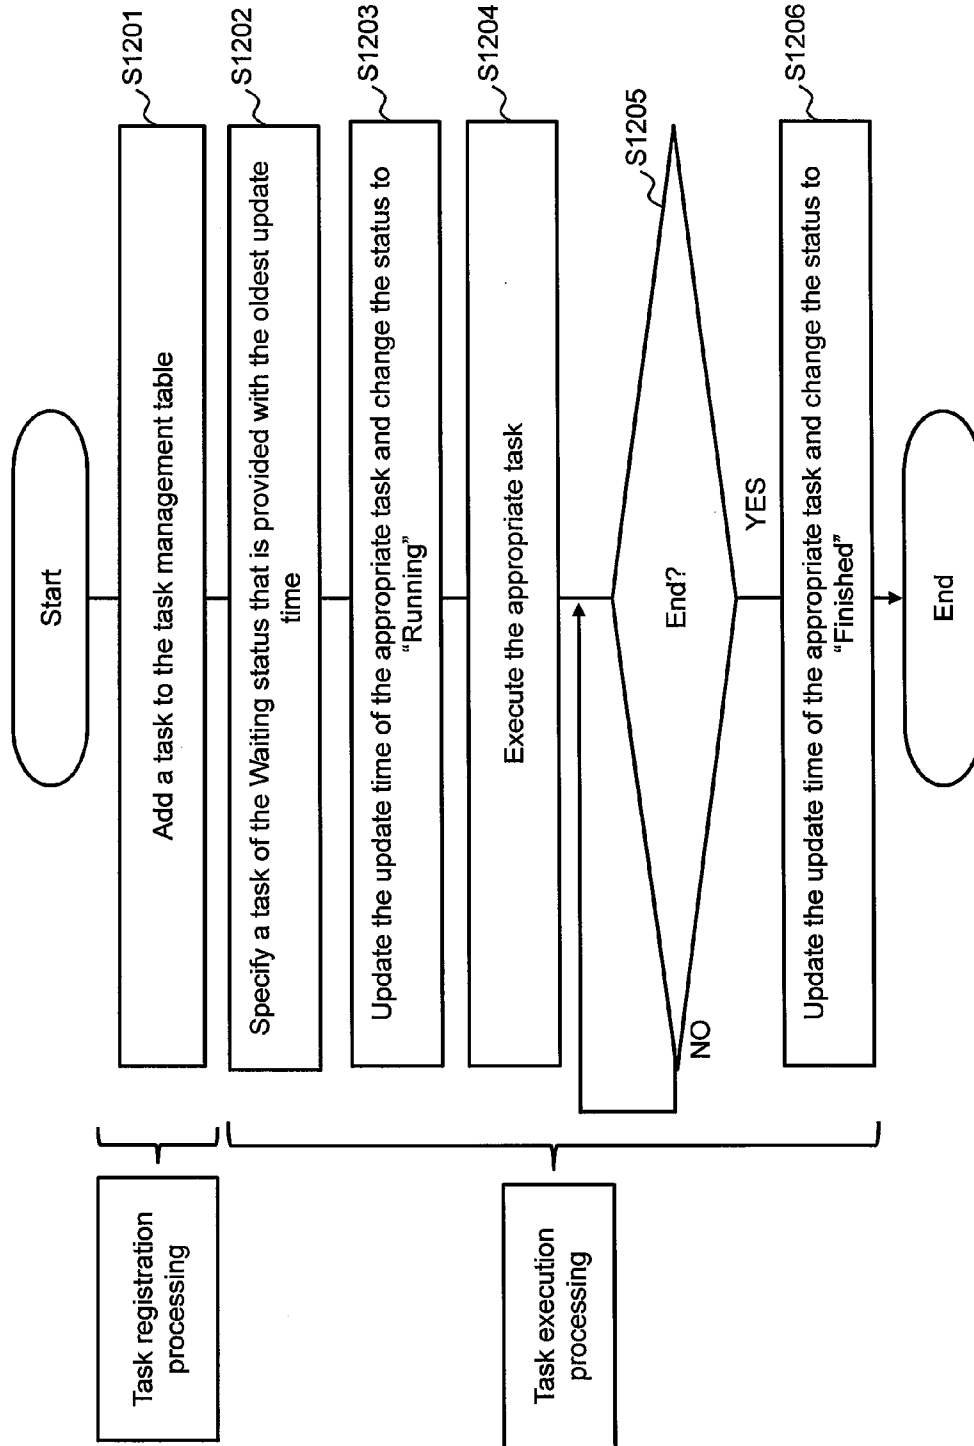 Start
Add a task to the task management table
S1201
Specify a task of the Waiting status that is provided with the oldest update
time
S1202
Update the update time of the appropriate task and change the status to
“Running”
S1203
Execute the appropriate task
S1204
End?
S1205
NO
YES
Update the update time of the appropriate task and change the status to
“Finished”
S1206
End
Task registration
processing
Task execution
processing